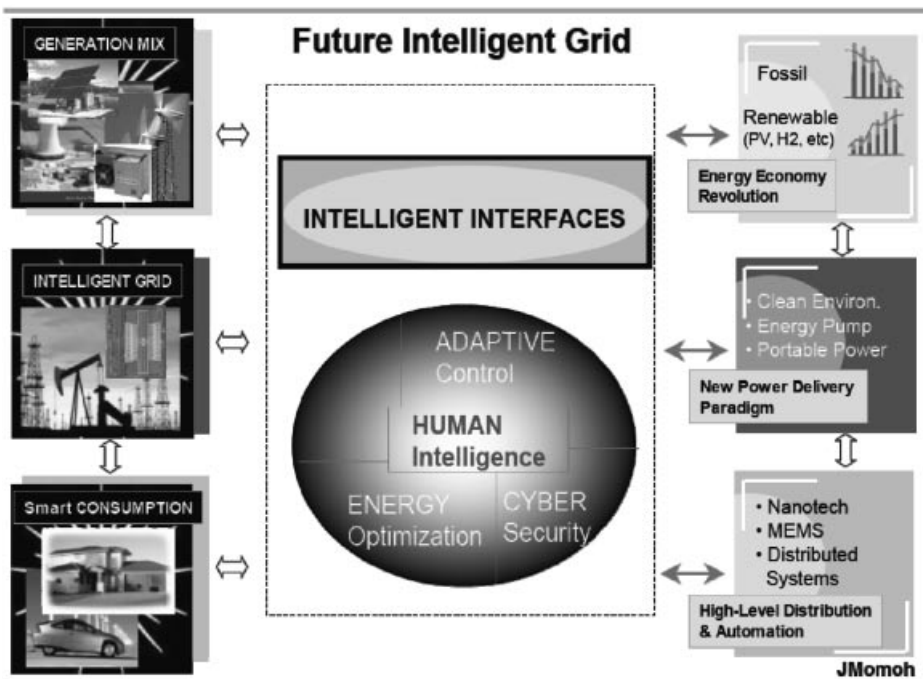 Future Intelligent Grid
GENERATION MIX
INTELLIGENT GRID
Smart CONSUMPTION
INTELLIGENT INTERFACES
ADAPTIVE
Control
HUMAN
Intelligence
ENERGY
Optimization
CYBER
Security
Fossil
Renewable
(PV, H2, etc)
Energy Economy
Revolution
• Clean Environ.
• Energy Pump
• Portable Power
New Power Delivery
Paradigm
• Nanotech
• MEMS
• Distributed
Systems
High-Level Distribution
& Automation
JMomoh